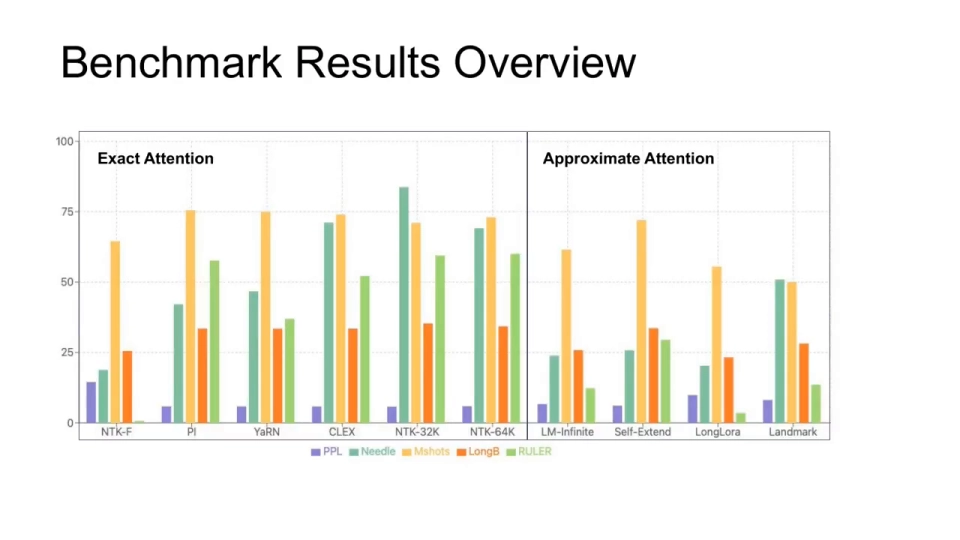 Benchmark Results Overview
Exact Attention
Approximate Attention
100
75
50
25
0
NTK-F
PI
YaRN
CLEX
NTK-32K
NTK-64K
LM-Infinite
Self-Extend
LongLora
Landmark
PPL
Needle
Mshots
LongB
RULER